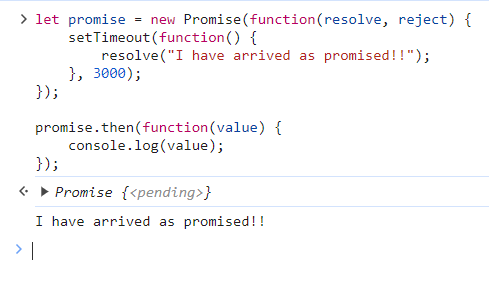 let promise = new Promise(function(resolve, reject) {
    setTimeout(function() {
        resolve("I have arrived as promised!!");
    }, 3000);
});

promise.then(function(value) {
    console.log(value);
});
Promise {<pending>}
I have arrived as promised!!